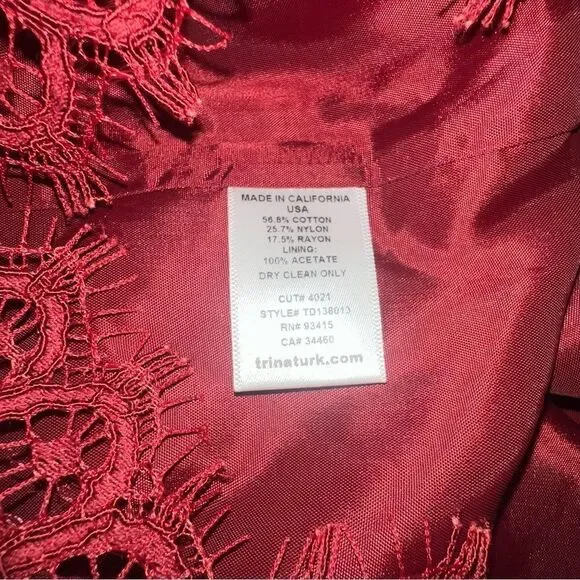 MADE IN CALIFORNIA
USA
56.8% COTTON
25.7% NYLON
17.5% RAYON
LINING:
100% ACETATE
DRY CLEAN ONLY
CUT# 4021
STYLE# TD138013
RN# 93415
CA# 34460
trinaturk.com